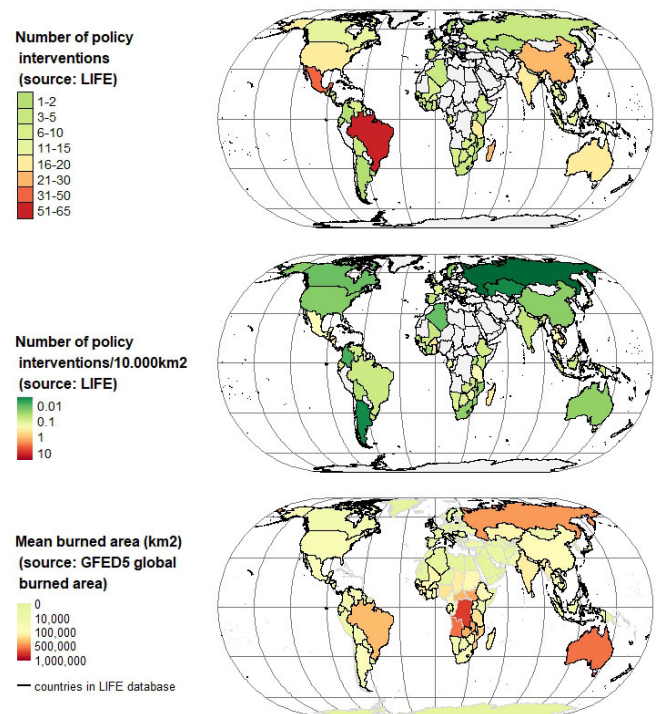 Number of policy
interventions
(source: LIFE)
1-2
3-5
6-10
11-15
16-20
21-30
31-50
51-65
Number of policy
interventions/10.000km2
(source: LIFE)
0.01
0.1
1
10
Mean burned area (km2)
(source: GFED5 global
burned area)
0
10,000
100,000
500,000
1,000,000
countries in LIFE database